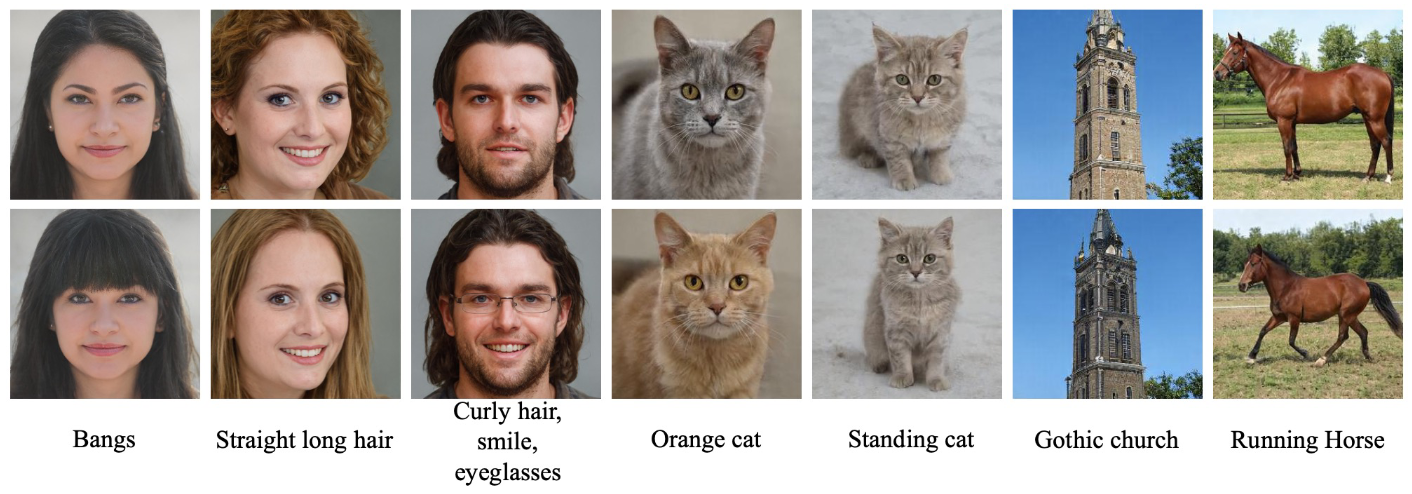 Bangs
Straight long hair
Curly hair,
smile,
eyeglasses
Orange cat
Standing cat
Gothic church
Running Horse